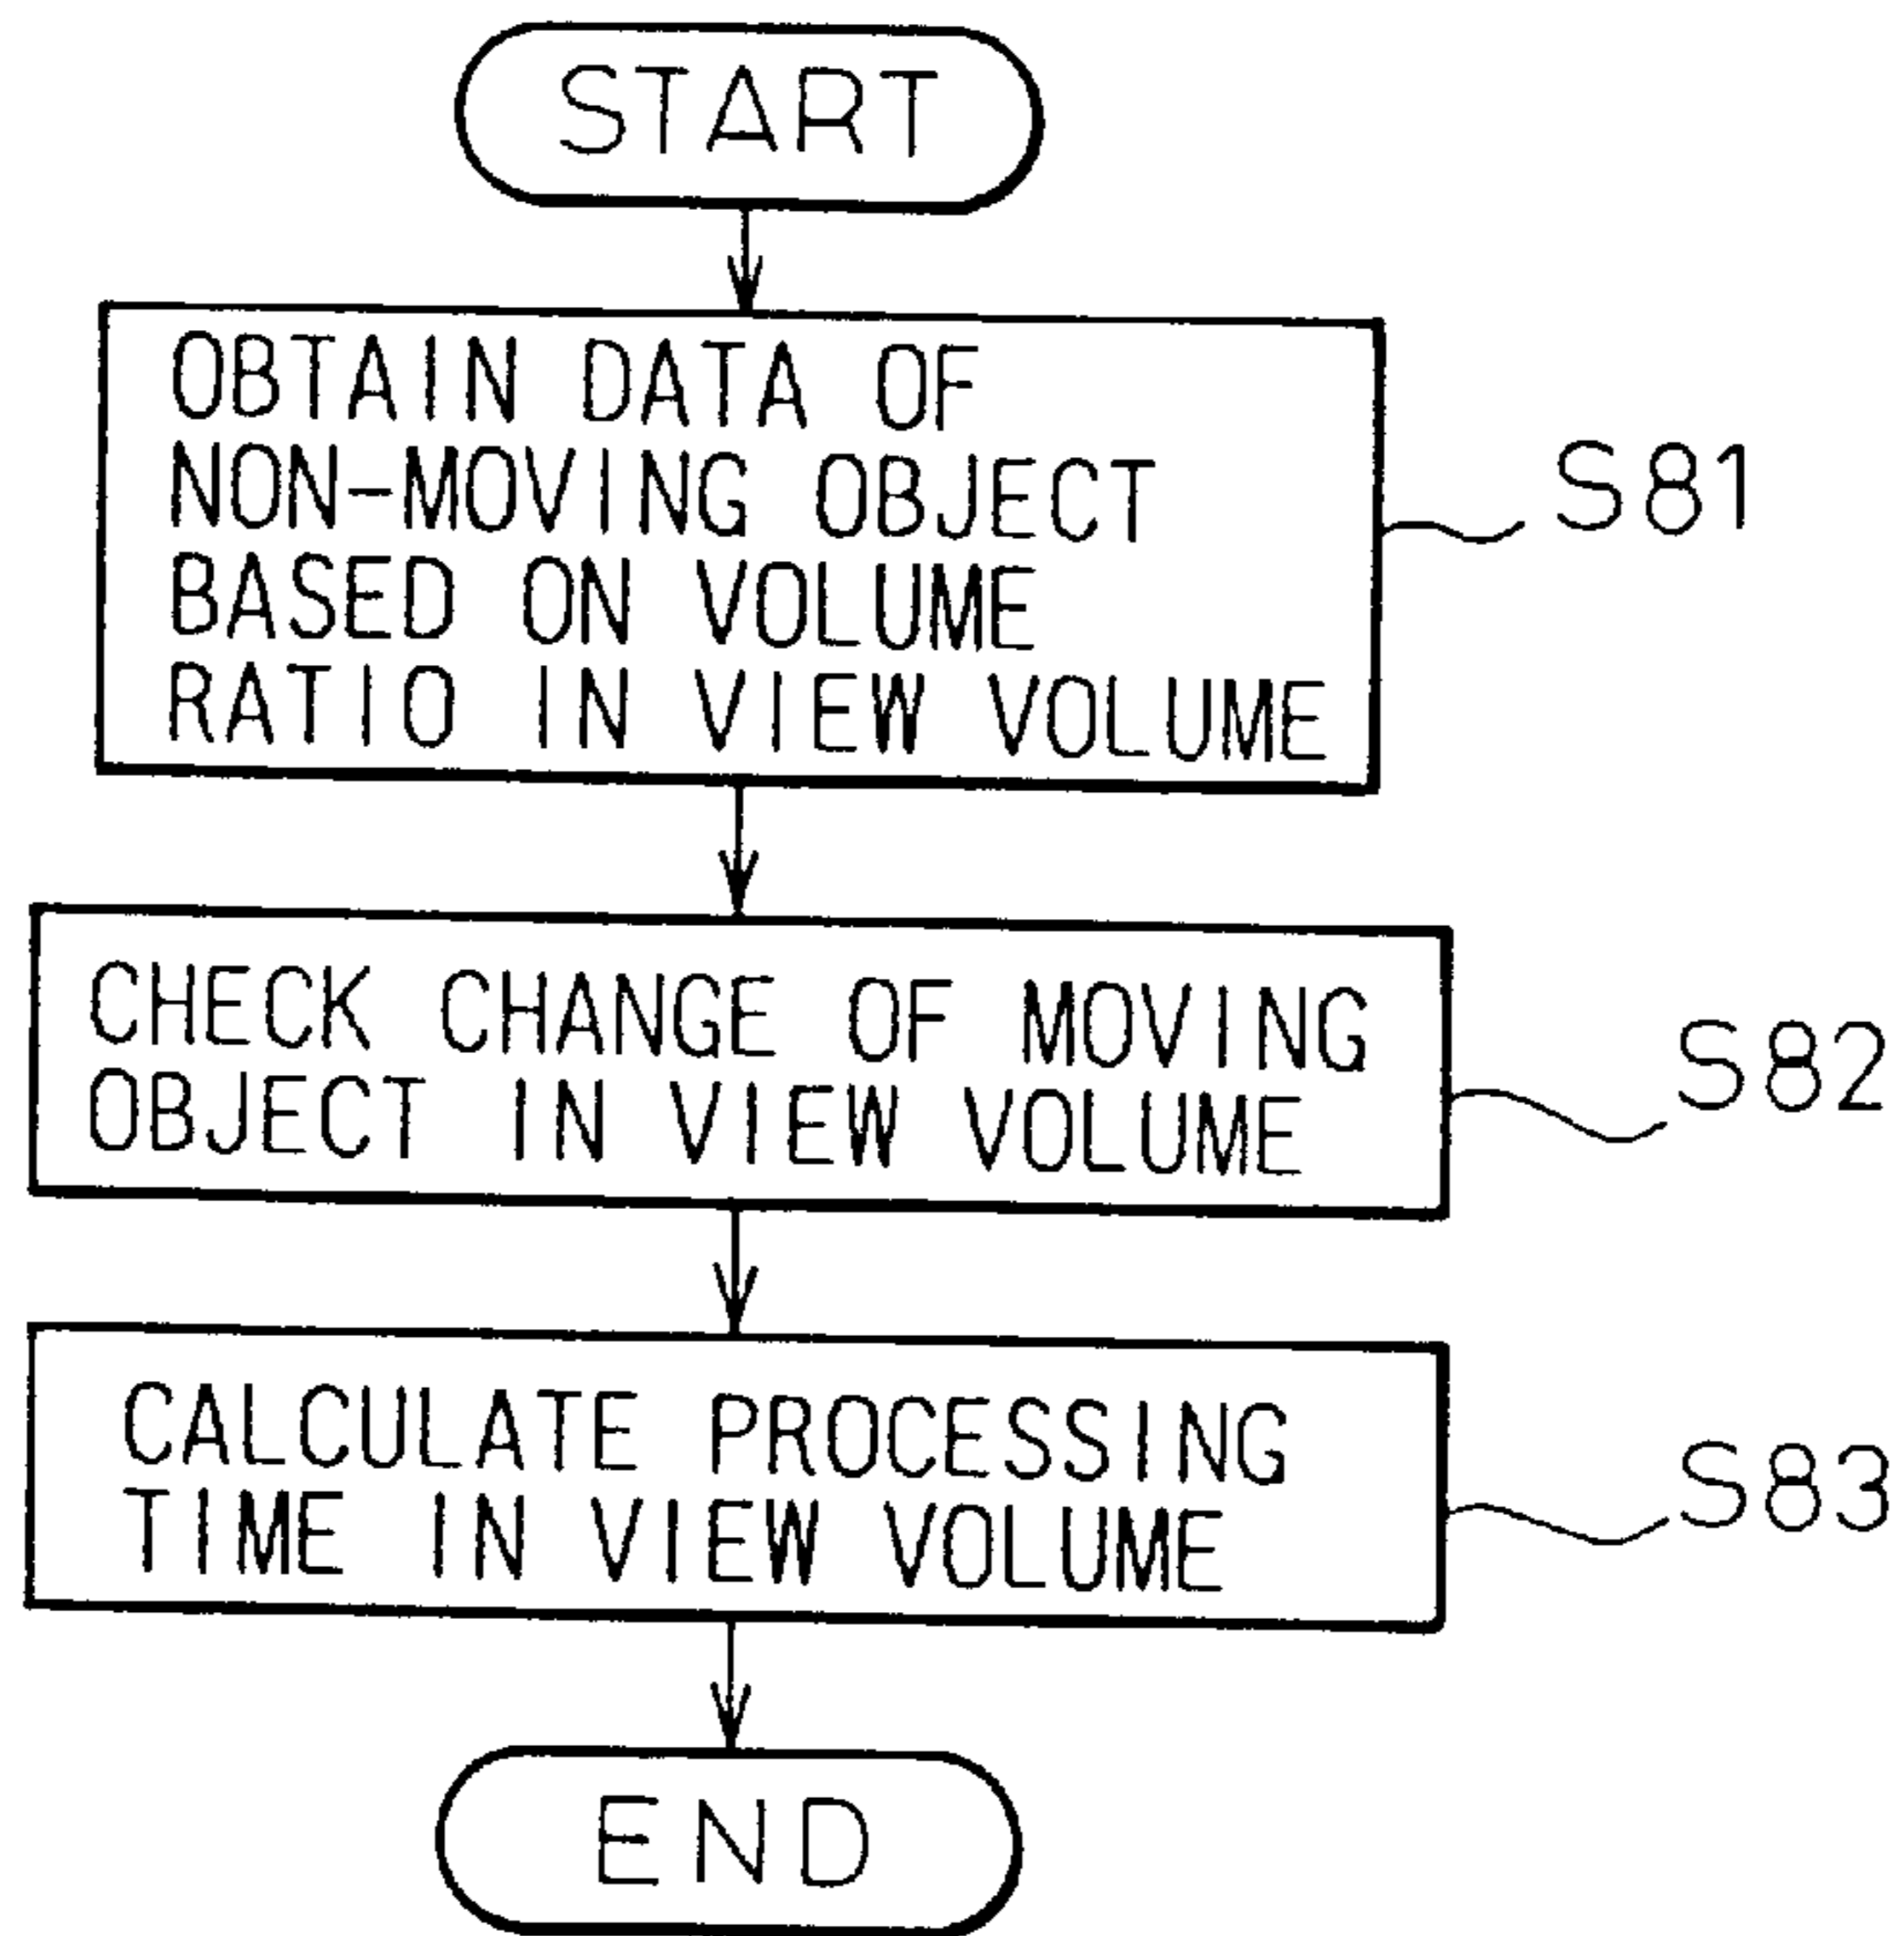 START
OBTAIN DATA OF
NON-MOVING OBJECT
BASED ON VOLUME
RATIO IN VIEW VOLUME
S81
CHECK CHANGE OF MOVING
OBJECT IN VIEW VOLUME
S82
CALCULATE PROCESSING
TIME IN VIEW VOLUME
S83
END